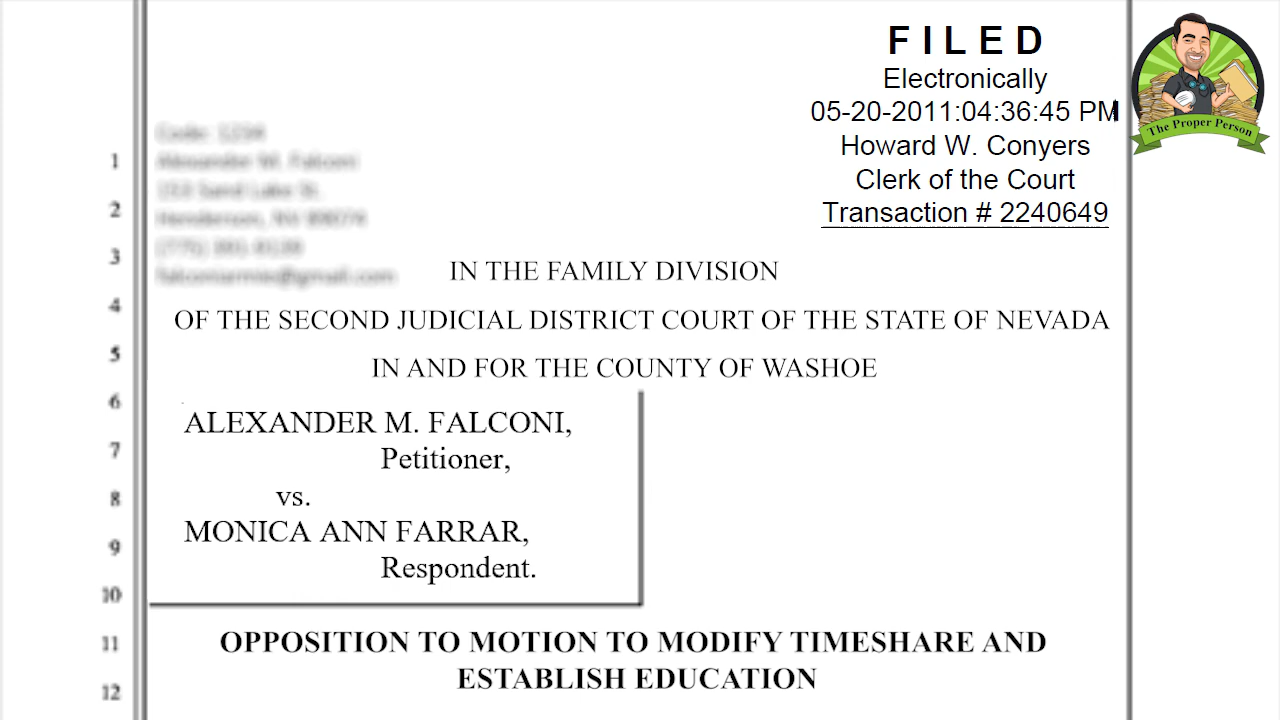 F I L E D
Electronically
05-20-2011:04:36:45 PM
Howard W. Conyers
Clerk of the Court
Transaction # 2240649
The Proper Person
1
2
3
4
5
6
7
8
9
10
11
12
IN THE FAMILY DIVISION
OF THE SECOND JUDICIAL DISTRICT COURT OF THE STATE OF NEVADA
IN AND FOR THE COUNTY OF WASHOE
ALEXANDER M. FALCONI,
Petitioner,
vs.
MONICA ANN FARRAR,
Respondent.
OPPOSITION TO MOTION TO MODIFY TIMESHARE AND
ESTABLISH EDUCATION